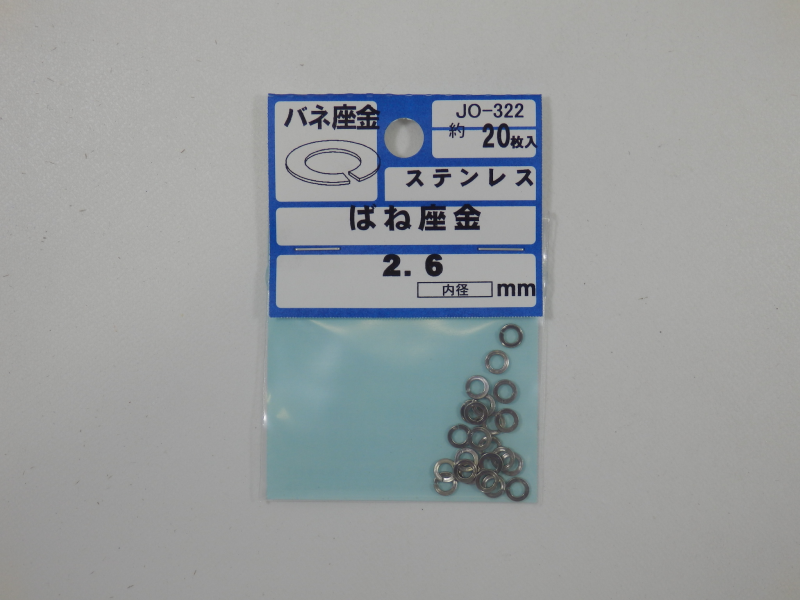 バネ座金
JO-322
約 20枚入
ステンレス
ばね座金
2.6
内径 mm